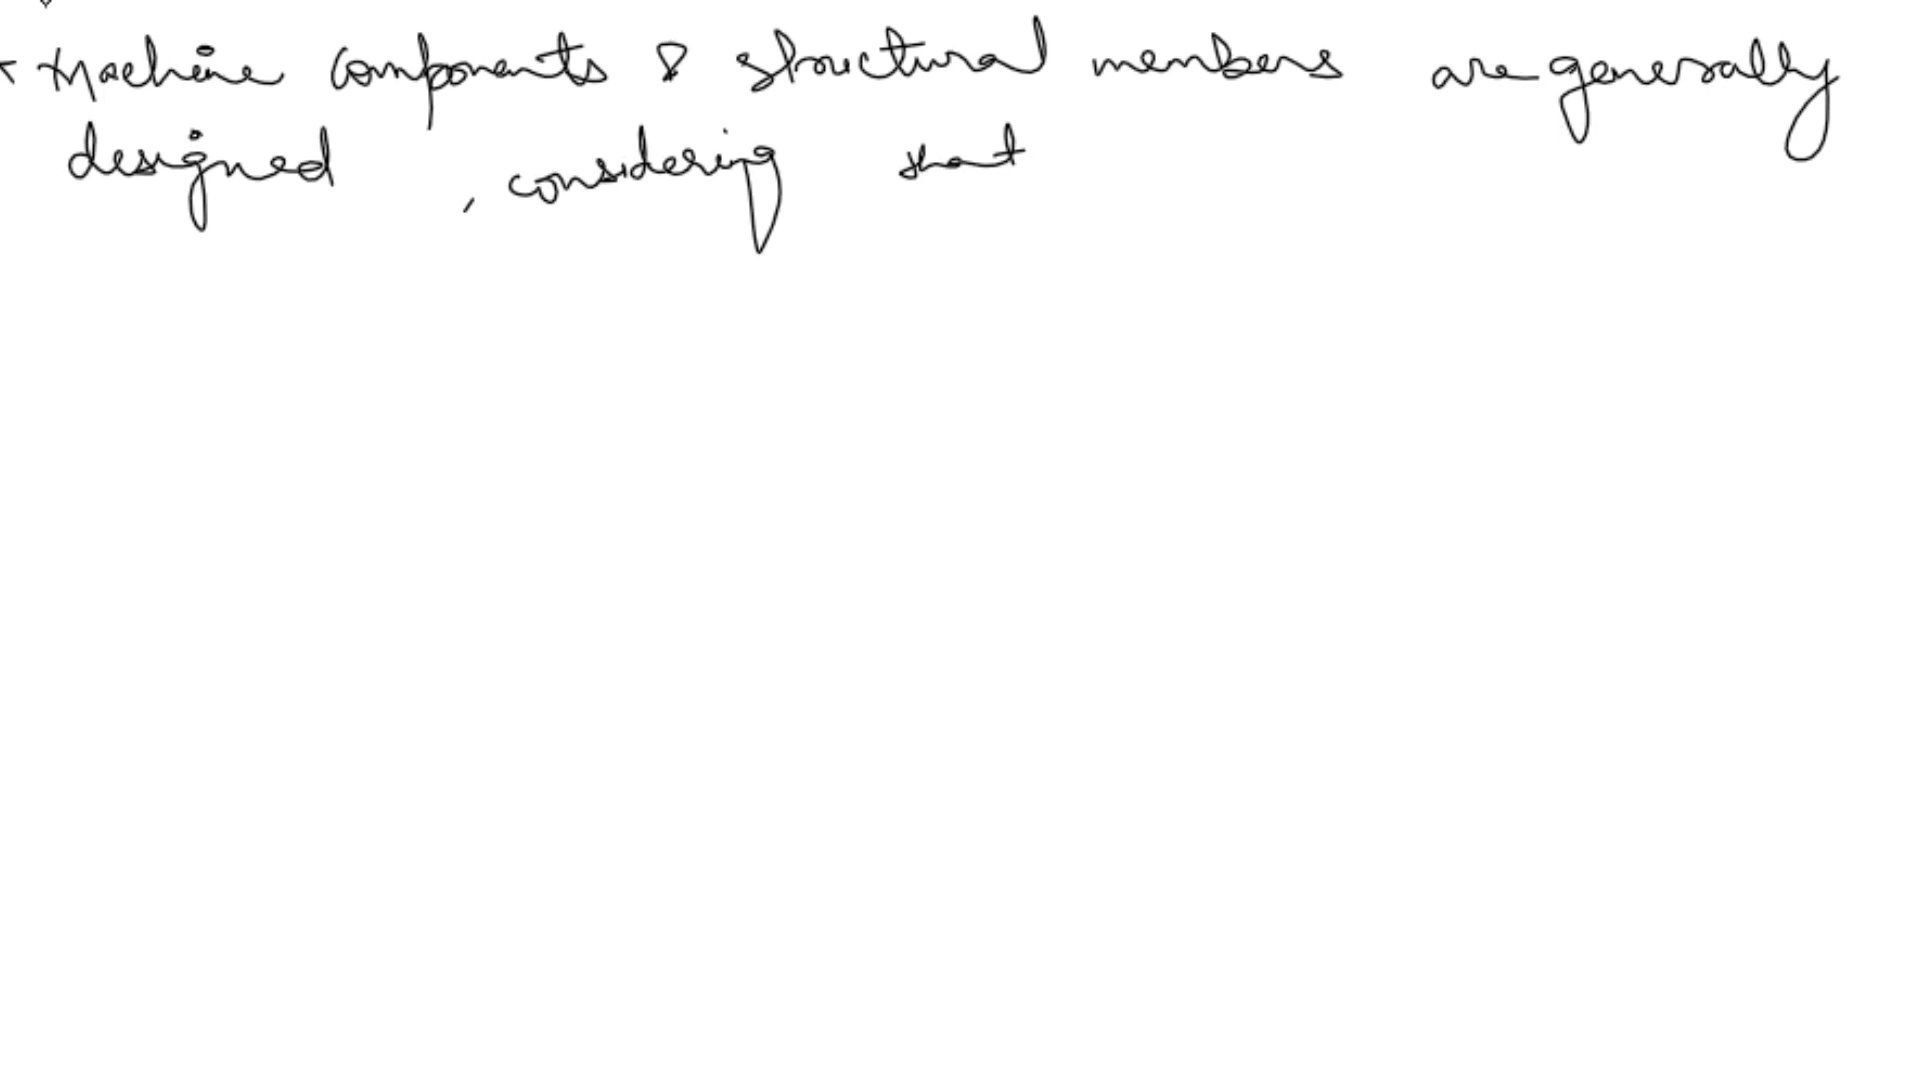 * Machine components & structural members are generally
designed , considering that